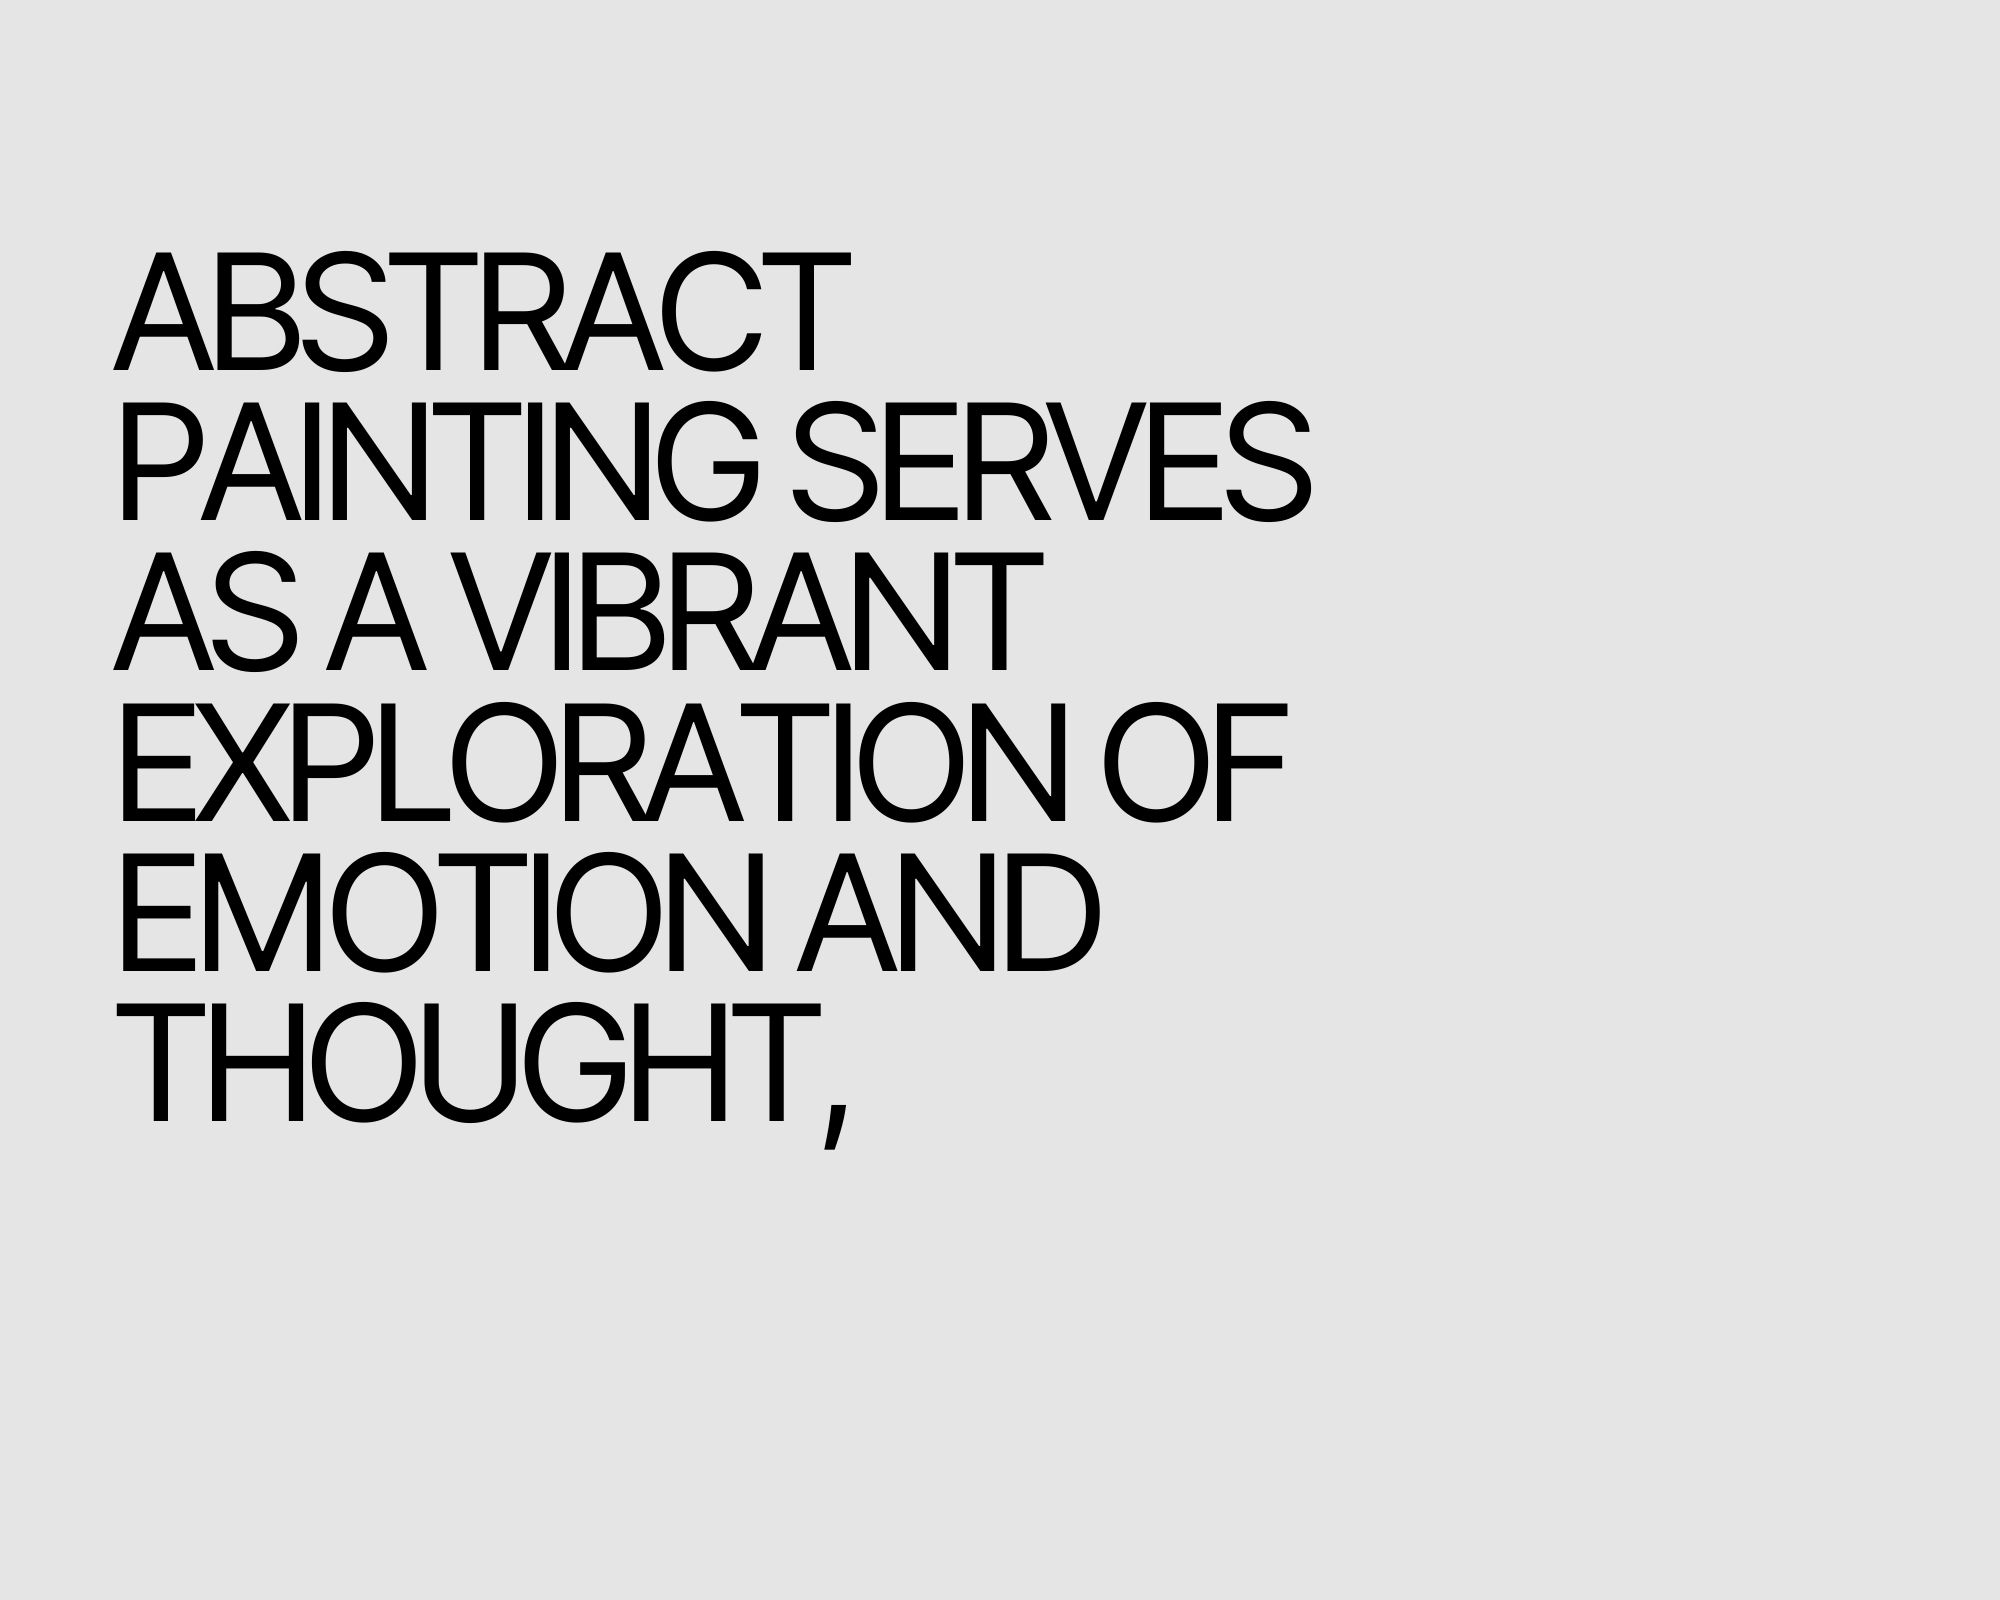 ABSTRACT
PAINTING SERVES
AS A VIBRANT
EXPLORATION OF
EMOTION AND
THOUGHT,